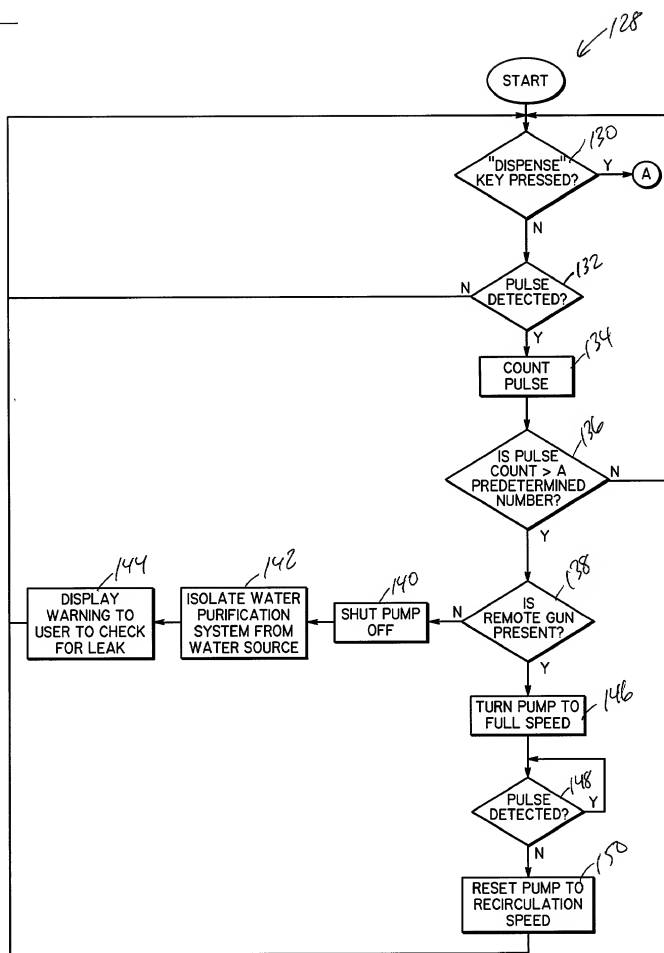 128
START
130
"DISPENSE"
KEY PRESSED?
Y
A
N
132
N
PULSE
DETECTED?
Y
134
COUNT
PULSE
136
IS PULSE
COUNT > A
PREDETERMINED
NUMBER?
N
Y
144
DISPLAY
WARNING TO
USER TO CHECK
FOR LEAK
142
ISOLATE WATER
PURIFICATION
SYSTEM FROM
WATER SOURCE
140
SHUT PUMP
OFF
N
138
IS
REMOTE GUN
PRESENT?
Y
146
TURN PUMP TO
FULL SPEED
148
PULSE
DETECTED?
Y
N
150
RESET PUMP TO
RECIRCULATION
SPEED